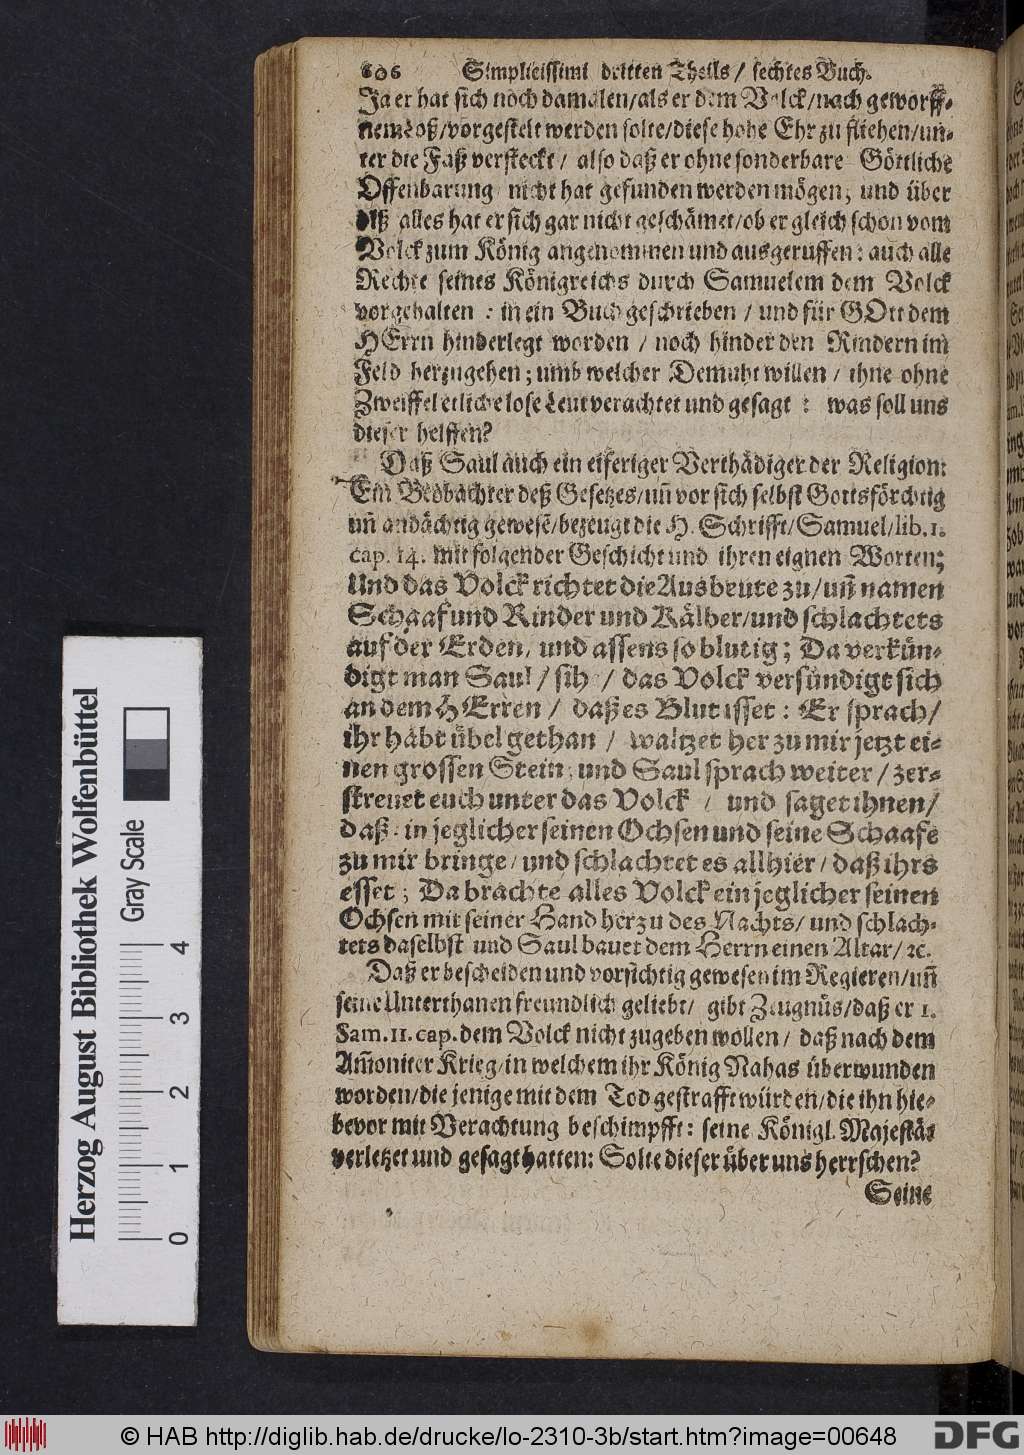 606 Simplicissimi dritten Theils / sechtes Buch.
Ja er hat sich noch damalen/als er dem Volck/nach geworff-
nem Loß/vorgestelt werden solte/diese hohe Ehr zu fliehen/un-
ter die Faß versteckt / also daß er ohne sonderbare Göttliche
Offenbarung nicht hat gefunden werden mögen, und über
diß alles hat er sich gar nicht geschämet/ob er gleich schon vom
Volck zum König angenommen und ausgeruffen: auch alle
Rechte seines Königreichs durch Samuelem dem Volck
vorgehalten : in ein Buch geschrieben / und für GOtt dem
HErrn hinderlegt worden / noch hinder den Rindern im
Feld herzugehen; umb welcher Demuht willen / ihne ohne
Zweiffel etliche lose Leut verachtet und gesagt : was soll uns
dieser helffen?
Daß Saul auch ein eiferiger Verthädiger der Religion:
Ein Beobachter deß Gesetzes/uñ vor sich selbst Gottsförchtig
uñ andächtig gewesẽ/bezeugt die H. Schrifft/Samuel/lib. 1.
cap. 14. mit folgender Geschicht und ihren eignen Worten;
Und das Volck richtet die Ausbeute zu/uñ namen
Schaaf und Rinder und Kälber/und schlachtets
auf der Erden, und assens so blutig; Da verkün-
digt man Saul / sih / das Volck versündigt sich
an dem HErren / daß es Blut isset : Er sprach/
ihr habt übel gethan / waltzet her zu mir jetzt ei-
nen grossen Stein, und Saul sprach weiter / zer-
streuet euch unter das Volck / und saget ihnen/
daß ein jeglicher seinen Ochsen und seine Schaafe
zu mir bringe/ und schlachtet es allhier / daß ihrs
esset ; Da brachte alles Volck ein jeglicher seinen
Ochsen mit seiner Hand herzu des Nachts/ und schlach-
tets daselbst und Saul bauet dem Herrn einen Altar/ ꝛc.
Daß er bescheiden und vorsichtig gewesen im Regieren/uñ
seine Unterthanen freundlich geliebt/ gibt Zeugnüs/daß er 1.
Sam. 11. cap. dem Volck nicht zugeben wollen / daß nach dem
Am̃oniter Krieg/in welchem ihr König Nahas überwunden
worden/die jenige mit dem Tod gestrafft würden/die ihn hie-
bevor mit Verachtung beschimpfft: seine Königl. Majestäs
verletzet und gesagt hatten: Solte dieser über uns herrschen?
Seine
Herzog August Bibliothek Wolfenbüttel
Gray Scale
0 1 2 3 4
© HAB http://diglib.hab.de/drucke/lo-2310-3b/start.htm?image=00648
DFG